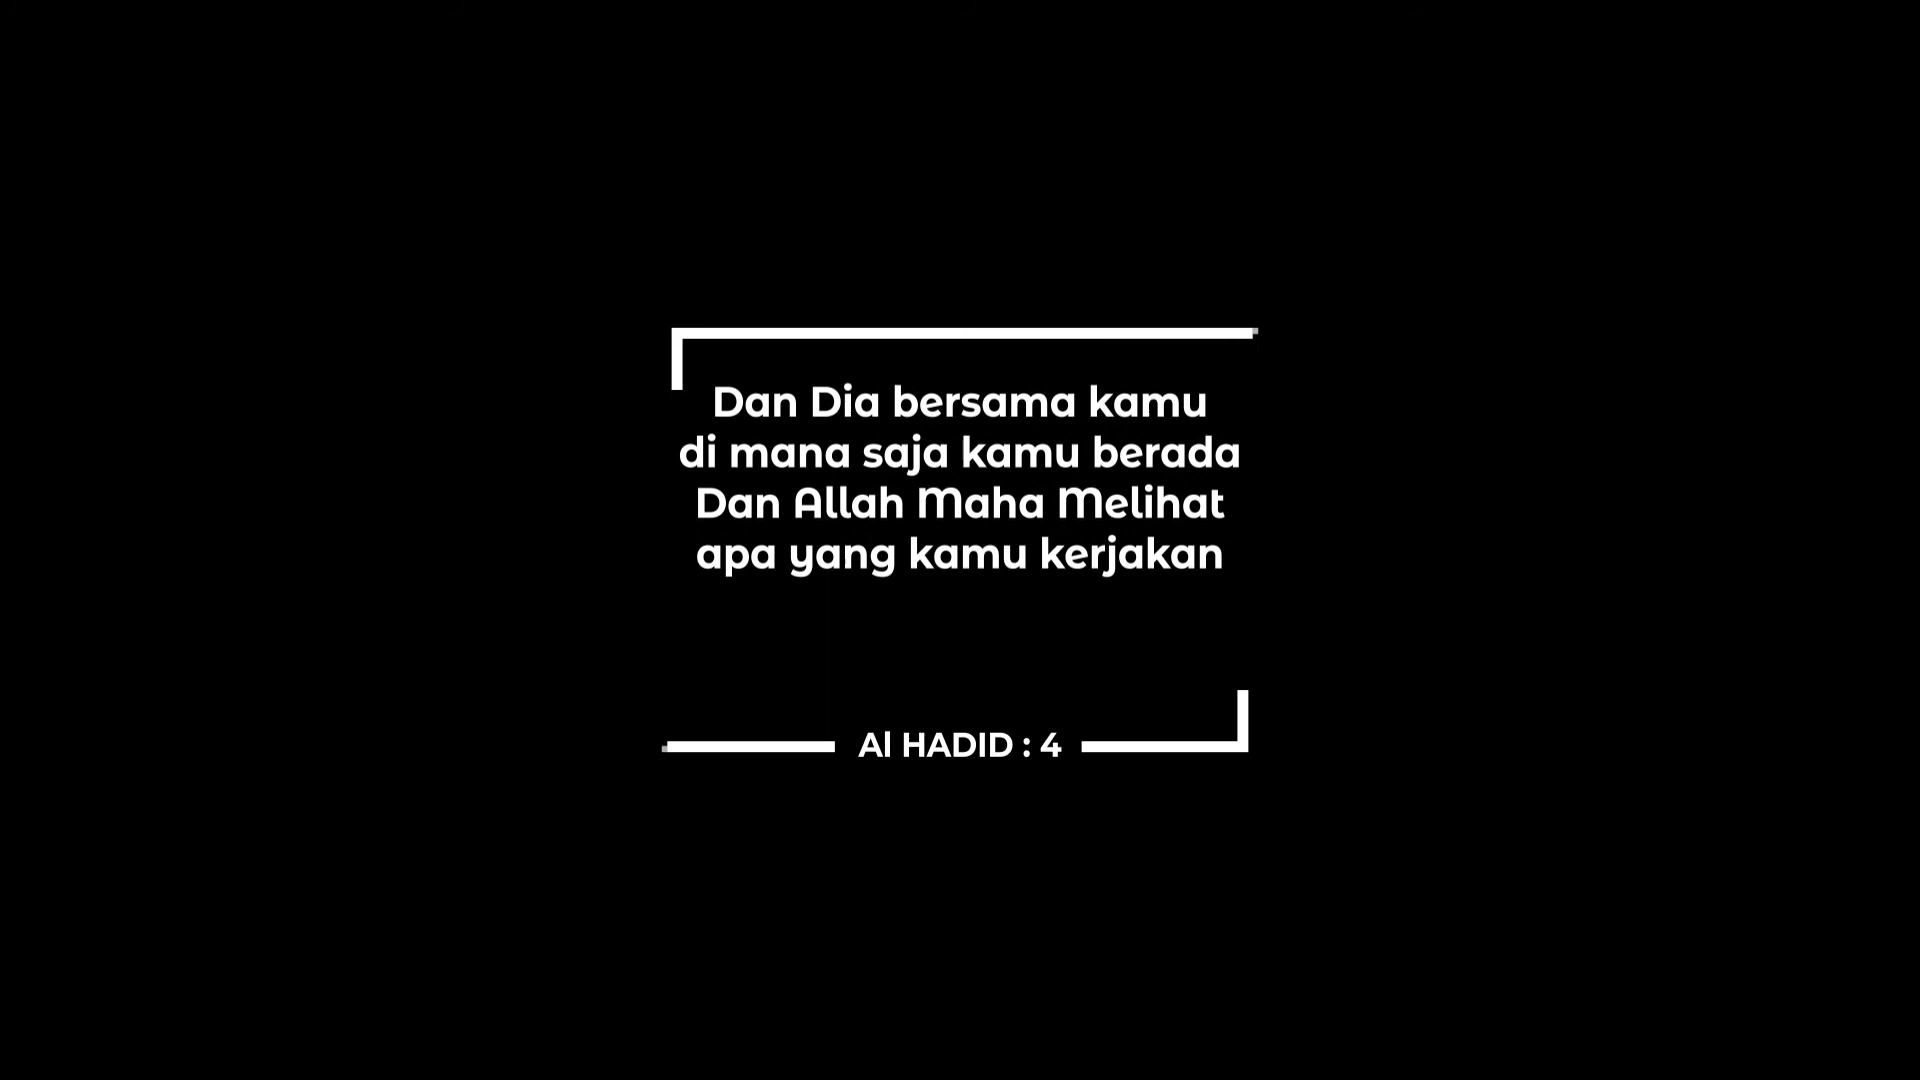 Dan Dia bersama kamu
di mana saja kamu berada
Dan Allah Maha Melihat
apa yang kamu kerjakan
Al HADID : 4